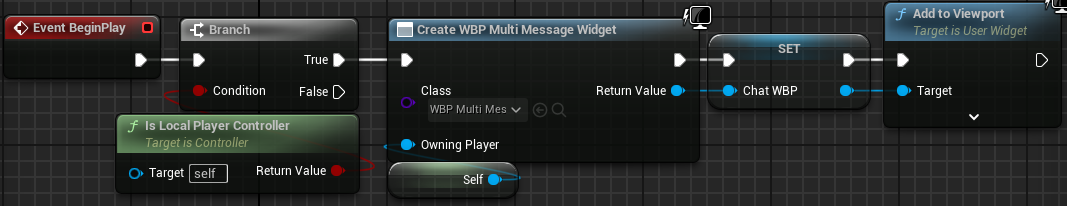 Event BeginPlay
Branch
True
Condition
False
Is Local Player Controller
Target is Controller
Target
self
Return Value
Create WBP Multi Message Widget
Class
WBP Multi Mes
Return Value
Owning Player
Self
SET
Chat WBP
f Add to Viewport
Target is User Widget
Target